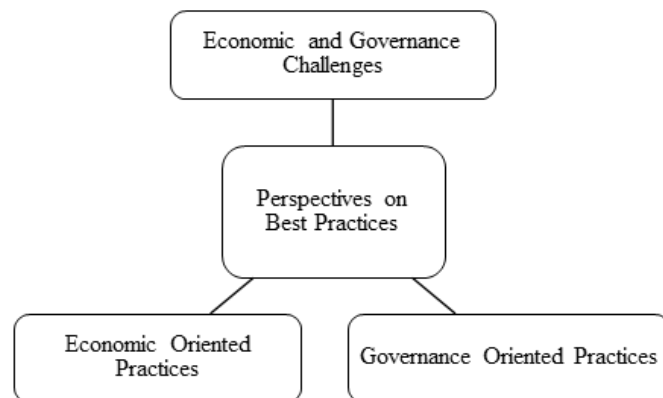 Economic and Governance
Challenges
Perspectives on
Best Practices
Economic Oriented
Practices
Governance Oriented Practices